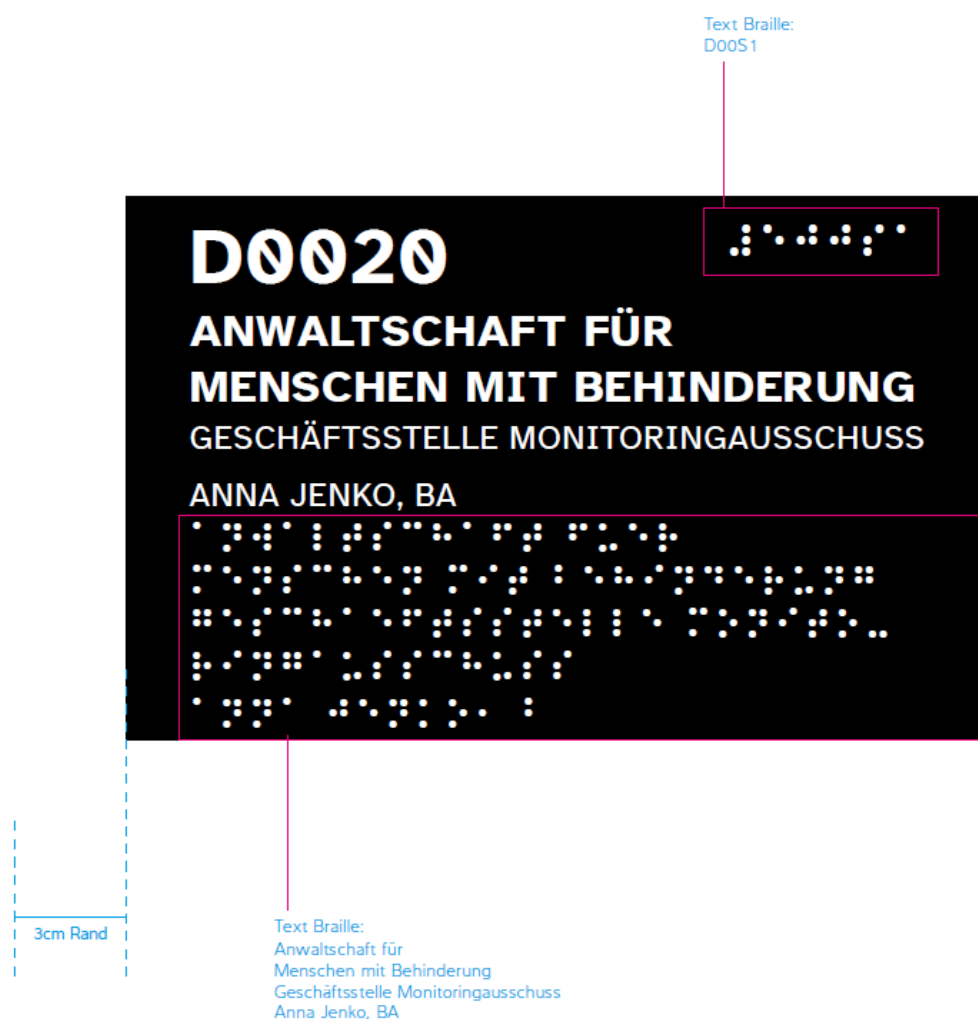 Text Braille:
D00S1
⠼⠑⠚⠚⠎⠁
D0020
ANWALTSCHAFT FÜR
MENSCHEN MIT BEHINDERUNG
GESCHÄFTSSTELLE MONITORINGAUSSCHUSS
ANNA JENKO, BA
⠁⠝⠺⠁⠇⠞⠎⠉⠓⠁⠋⠞ ⠋⠥⠑⠗
⠍⠑⠝⠎⠉⠓⠑⠝ ⠍⠊⠞ ⠃⠑⠓⠊⠝⠙⠑⠗⠥⠝⠛
⠛⠑⠎⠉⠓⠁⠑⠋⠞⠎⠎⠞⠑⠇⠇⠑ ⠍⠕⠝⠊⠞⠕⠤
⠗⠊⠝⠛⠁⠥⠎⠎⠉⠓⠥⠎⠎
⠁⠝⠝⠁ ⠚⠑⠝⠅⠕⠂ ⠃
3cm Rand
Text Braille:
Anwaltschaft für
Menschen mit Behinderung
Geschäftsstelle Monitoringausschuss
Anna Jenko, BA